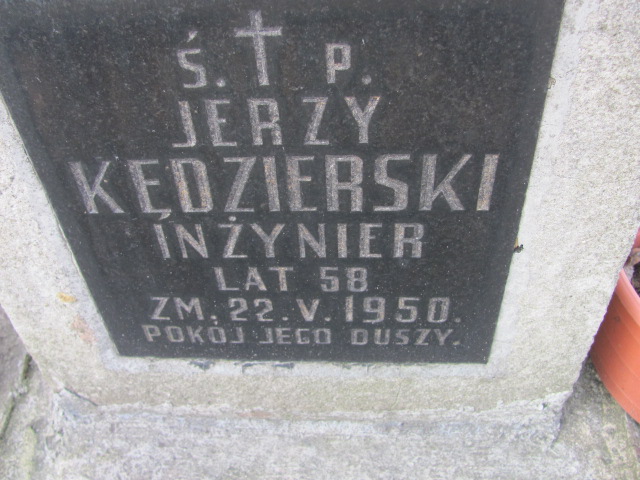 Ś. † P.
JERZY
KĘDZIERSKI
INŻYNIER
LAT 58
ZM. 22.V.1950.
POKÓJ JEGO DUSZY.